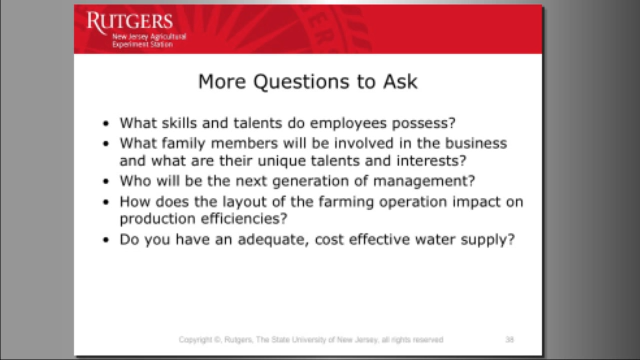 RUTGERS
New Jersey Agricultural
Experiment Station
More Questions to Ask
• What skills and talents do employees possess?
• What family members will be involved in the business
and what are their unique talents and interests?
• Who will be the next generation of management?
• How does the layout of the farming operation impact on
production efficiencies?
• Do you have an adequate, cost effective water supply?
Copyright ©, Rutgers, The State University of New Jersey, all rights reserved
38